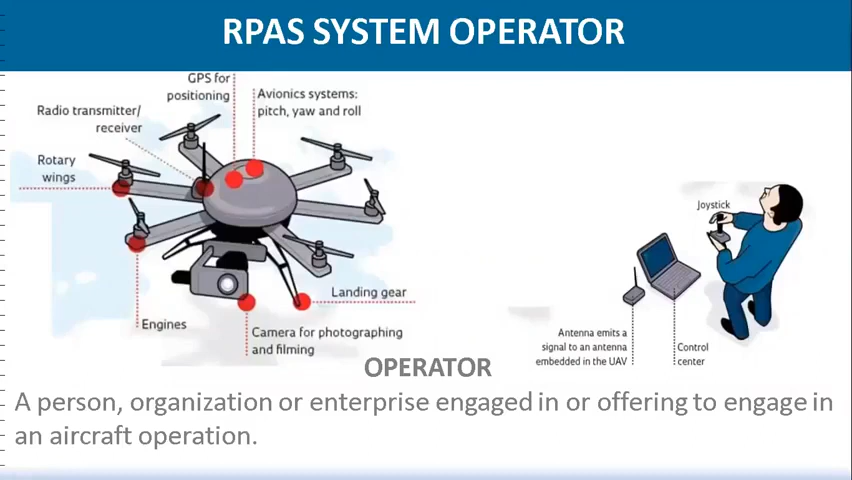 RPAS SYSTEM OPERATOR
GPS for
positioning
Avionics systems:
pitch, yaw and roll
Radio transmitter/
receiver
Rotary
wings
Joystick
Landing gear
Engines
Camera for photographing
and filming
Antenna emits a
signal to an antenna
embedded in the UAV
Control
center
OPERATOR
A person, organization or enterprise engaged in or offering to engage in
an aircraft operation.